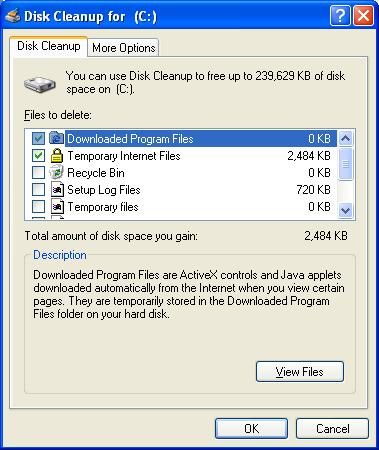 Disk Cleanup for (C:)
Disk Cleanup
More Options
You can use Disk Cleanup to free up to 239,629 KB of disk
space on (C:).
Files to delete:
Downloaded Program Files 0 KB
Temporary Internet Files 2,484 KB
Recycle Bin 0 KB
Setup Log Files 720 KB
Temporary files 0 KB
Total amount of disk space you gain: 2,484 KB
Description
Downloaded Program Files are ActiveX controls and Java applets
downloaded automatically from the Internet when you view certain
pages. They are temporarily stored in the Downloaded Program
Files folder on your hard disk.
View Files
OK Cancel